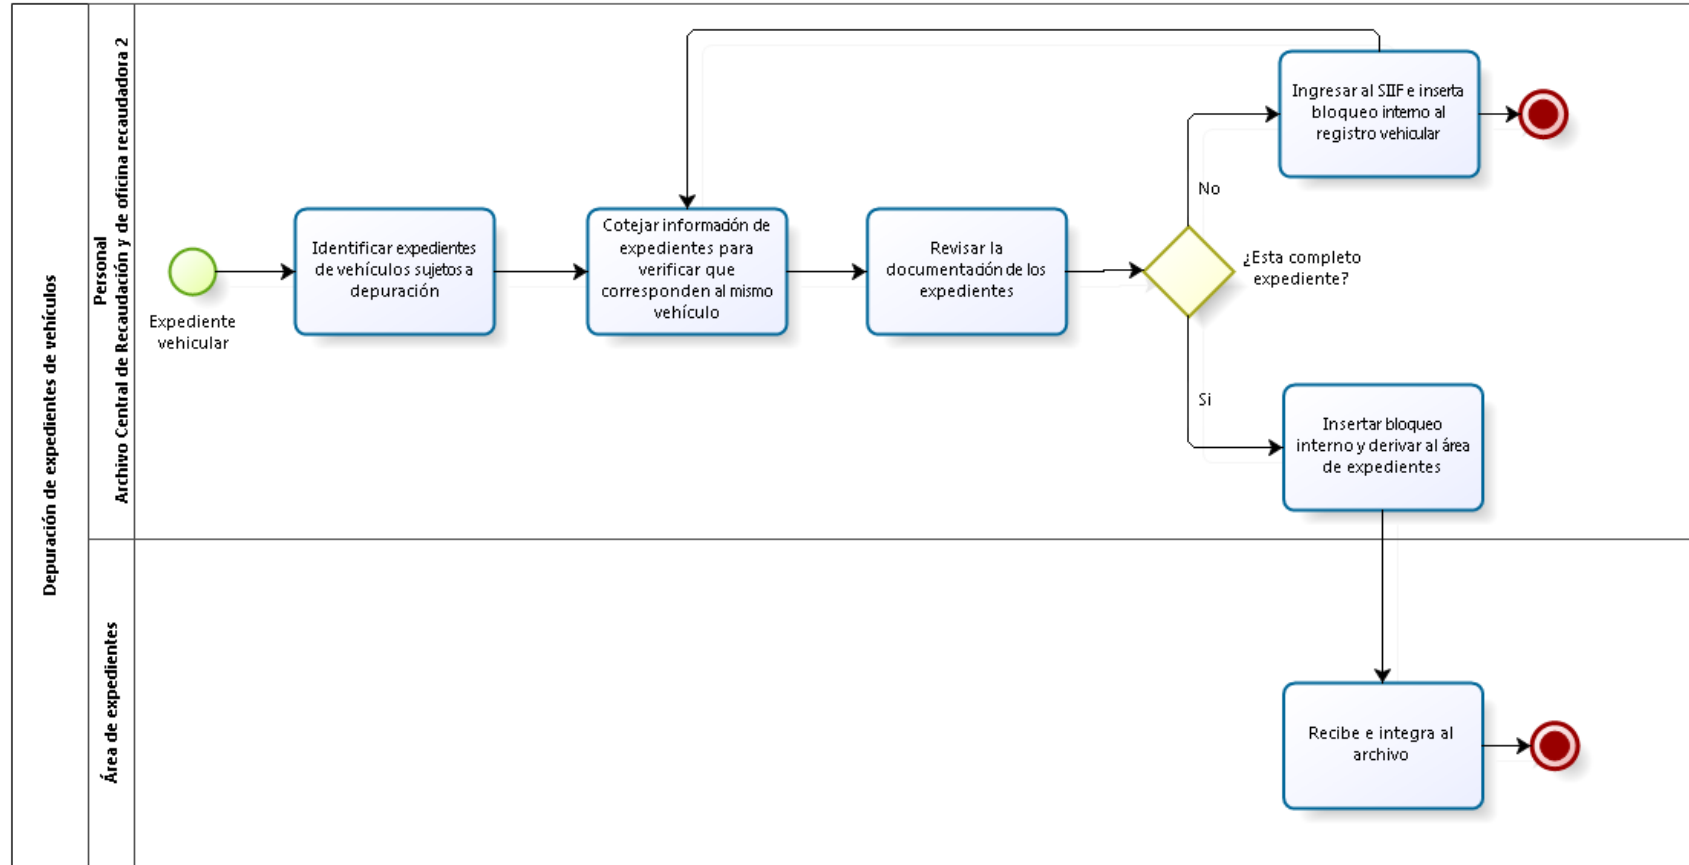 Depuración de expedientes de vehículos
Personal
Archivo Central de Recaudación y de oficina recaudadora 2
Expediente
vehicular
Identificar expedientes
de vehículos sujetos a
depuración
Cotejar información de
expedientes para
verificar que
corresponden al mismo
vehículo
Revisar la
documentación de los
expedientes
¿Esta completo
expediente?
No
Ingresar al SIIF e inserta
bloqueo interno al
registro vehicular
Si
Insertar bloqueo
interno y derivar al área
de expedientes
Área de expedientes
Recibe e integra al
archivo